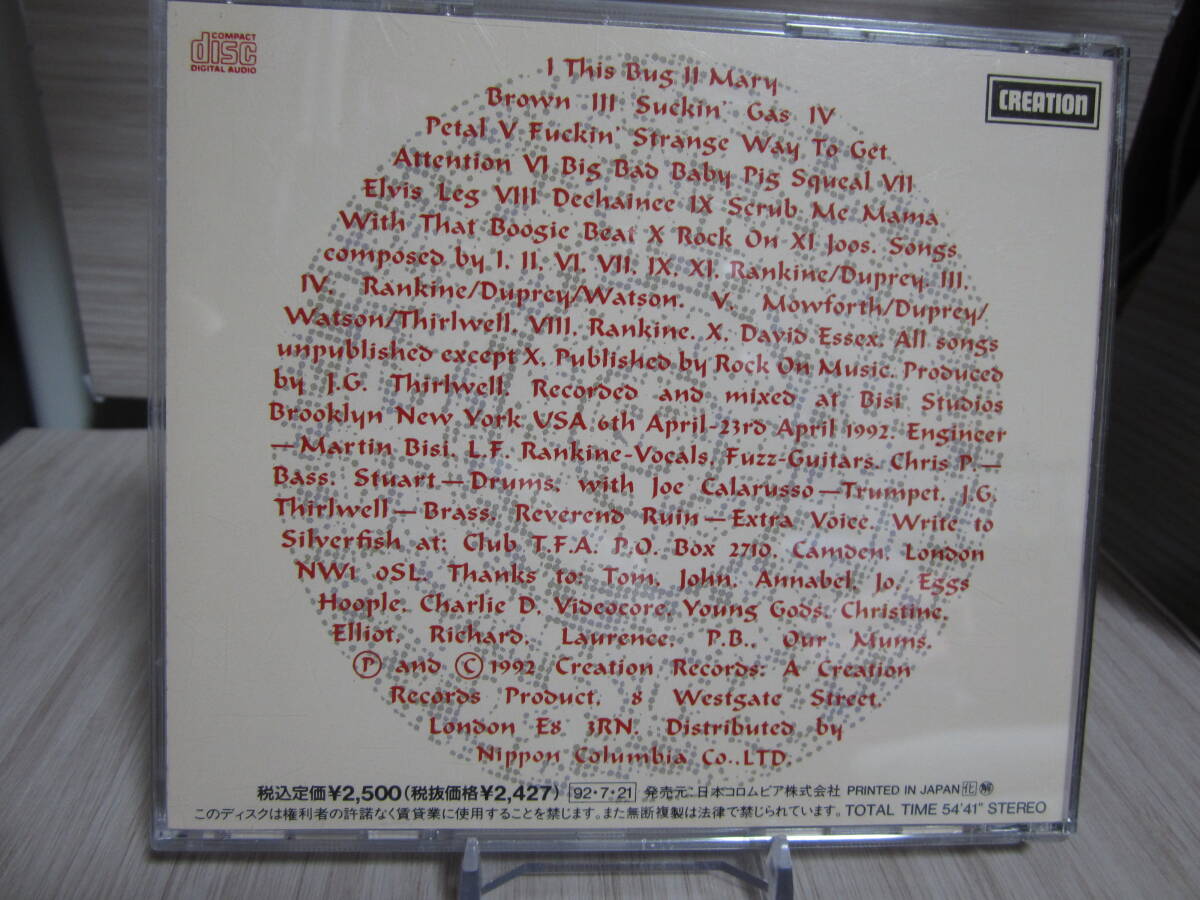 COMPACT
disc
DIGITAL AUDIO
CREATION
I This Bug II Mary
Brown III Suckin' Gas IV
Petal V Fuckin' Strange Way To Get
Attention VI Big Bad Baby Pig Squeal VII
Elvis Leg VIII Dechainee IX Scrub Me Mama
With That Boogie Beat X Rock On XI Joos. Songs
composed by I. II. VI. VII. IX. XI. Rankine/Duprey. III.
IV. Rankine/Duprey/Watson. V. Mowforth/Duprey/
Watson/Thirlwell. VIII. Rankine. X. David Essex. All songs
unpublished except X. Published by Rock On Music. Produced
by J.G. Thirlwell. Recorded and mixed at Bisi Studios
Brooklyn New York USA 6th April-23rd April 1992. Engineer
—Martin Bisi. L.F. Rankine-Vocals. Fuzz-Guitars. Chris P.—
Bass. Stuart—Drums. with Joe Calarusso—Trumpet. J.G.
Thirlwell—Brass. Reverend Ruin—Extra Voice. Write to
Silverfish at: Club T.F.A. P.O. Box 2710. Camden. London
NW1 0SL. Thanks to: Tom. John. Annabel. Jo. Eggs
Hoople. Charlie D. Videocore. Young Gods. Christine.
Elliot. Richard. Laurence. P.B.. Our Mums.
Ⓟ and © 1992 Creation Records: A Creation
Records Product. 8 Westgate Street.
London E8 3RN. Distributed by
Nippon Columbia Co..LTD.
税込定価¥2,500(税抜価格¥2,427) 92・7・21 発売元:日本コロムビア株式会社 PRINTED IN JAPAN 化
このディスクは権利者の許諾なく賃貸業に使用することを禁じます。また無断複製は法律で禁じられています。TOTAL TIME 54'41" STEREO